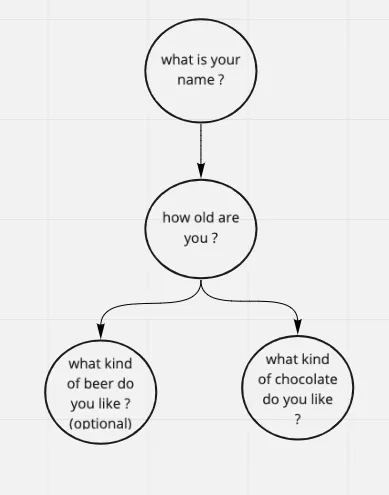 what is your
name ?
how old are
you ?
what kind
of beer do
you like ?
(optional)
what kind
of chocolate
do you like
?